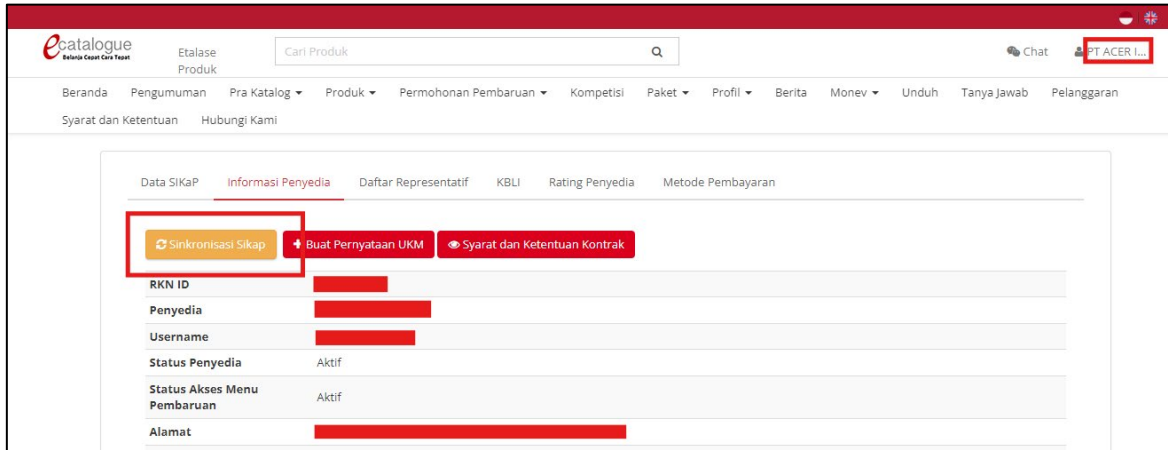 ecatalogue
Belanja Cepat Cara Tepat
Etalase Produk
Cari Produk
Chat
PT ACER I...
Beranda Pengumuman Pra Katalog Produk Permohonan Pembaruan Kompetisi Paket Profil Berita Monev Unduh Tanya Jawab Pelanggaran
Syarat dan Ketentuan Hubungi Kami
Data SIKaP Informasi Penyedia Daftar Representatif KBLI Rating Penyedia Metode Pembayaran
Sinkronisasi Sikap + Buat Pernyataan UKM Syarat dan Ketentuan Kontrak
RKN ID
Penyedia
Username
Status Penyedia Aktif
Status Akses Menu Pembaruan Aktif
Alamat